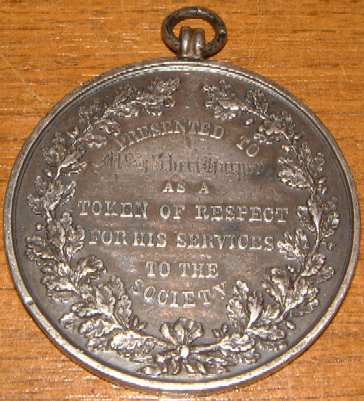 PRESENTED TO
AS A
TOKEN OF RESPECT
FOR HIS SERVICES
TO THE
SOCIETY